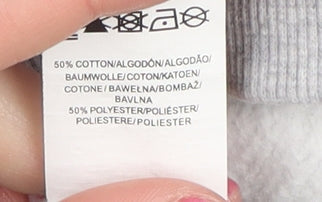 50% COTTON/ALGODÓN/ALGODÃO/
BAUMWOLLE/COTON/KATOEN/
COTONE/BAWEŁNA/BOMBAŽ/
BAVLNA
50% POLYESTER/POLIÉSTER/
POLIESTERE/POLIESTER